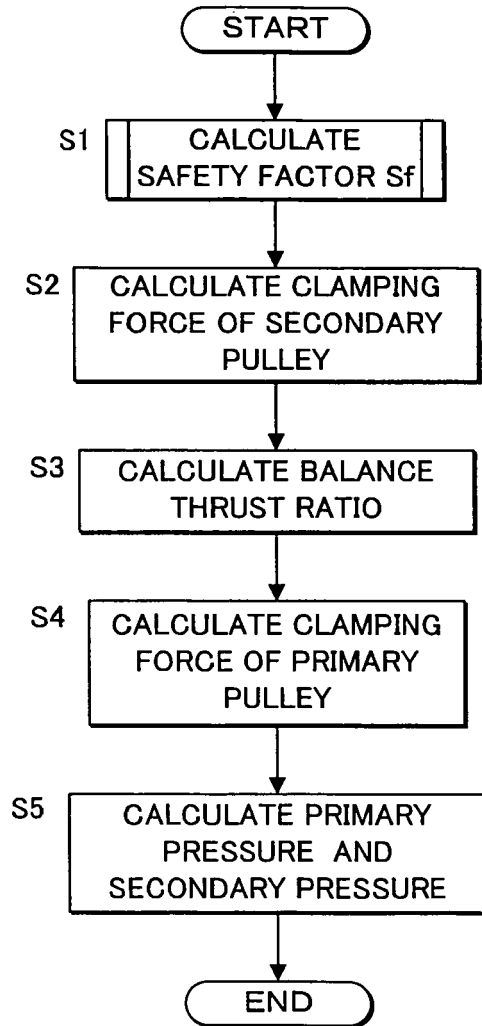 START
S1
CALCULATE
SAFETY FACTOR Sf
S2
CALCULATE CLAMPING
FORCE OF SECONDARY
PULLEY
S3
CALCULATE BALANCE
THRUST RATIO
S4
CALCULATE CLAMPING
FORCE OF PRIMARY
PULLEY
S5
CALCULATE PRIMARY
PRESSURE AND
SECONDARY PRESSURE
END